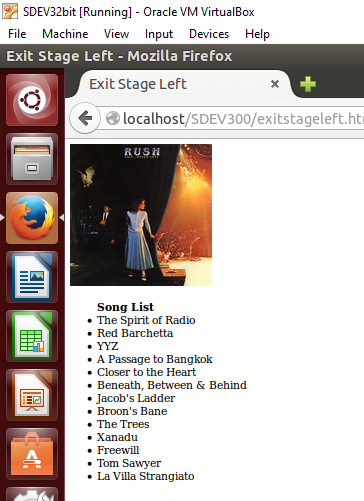 SDEV32bit [Running] - Oracle VM VirtualBox
File Machine View Input Devices Help
Exit Stage Left - Mozilla Firefox
Exit Stage Left
localhost/SDEV300/exitstageleft.ht
RUSH
EXIT...STAGE LEFT
Song List
The Spirit of Radio
Red Barchetta
YYZ
A Passage to Bangkok
Closer to the Heart
Beneath, Between & Behind
Jacob's Ladder
Broon's Bane
The Trees
Xanadu
Freewill
Tom Sawyer
La Villa Strangiato